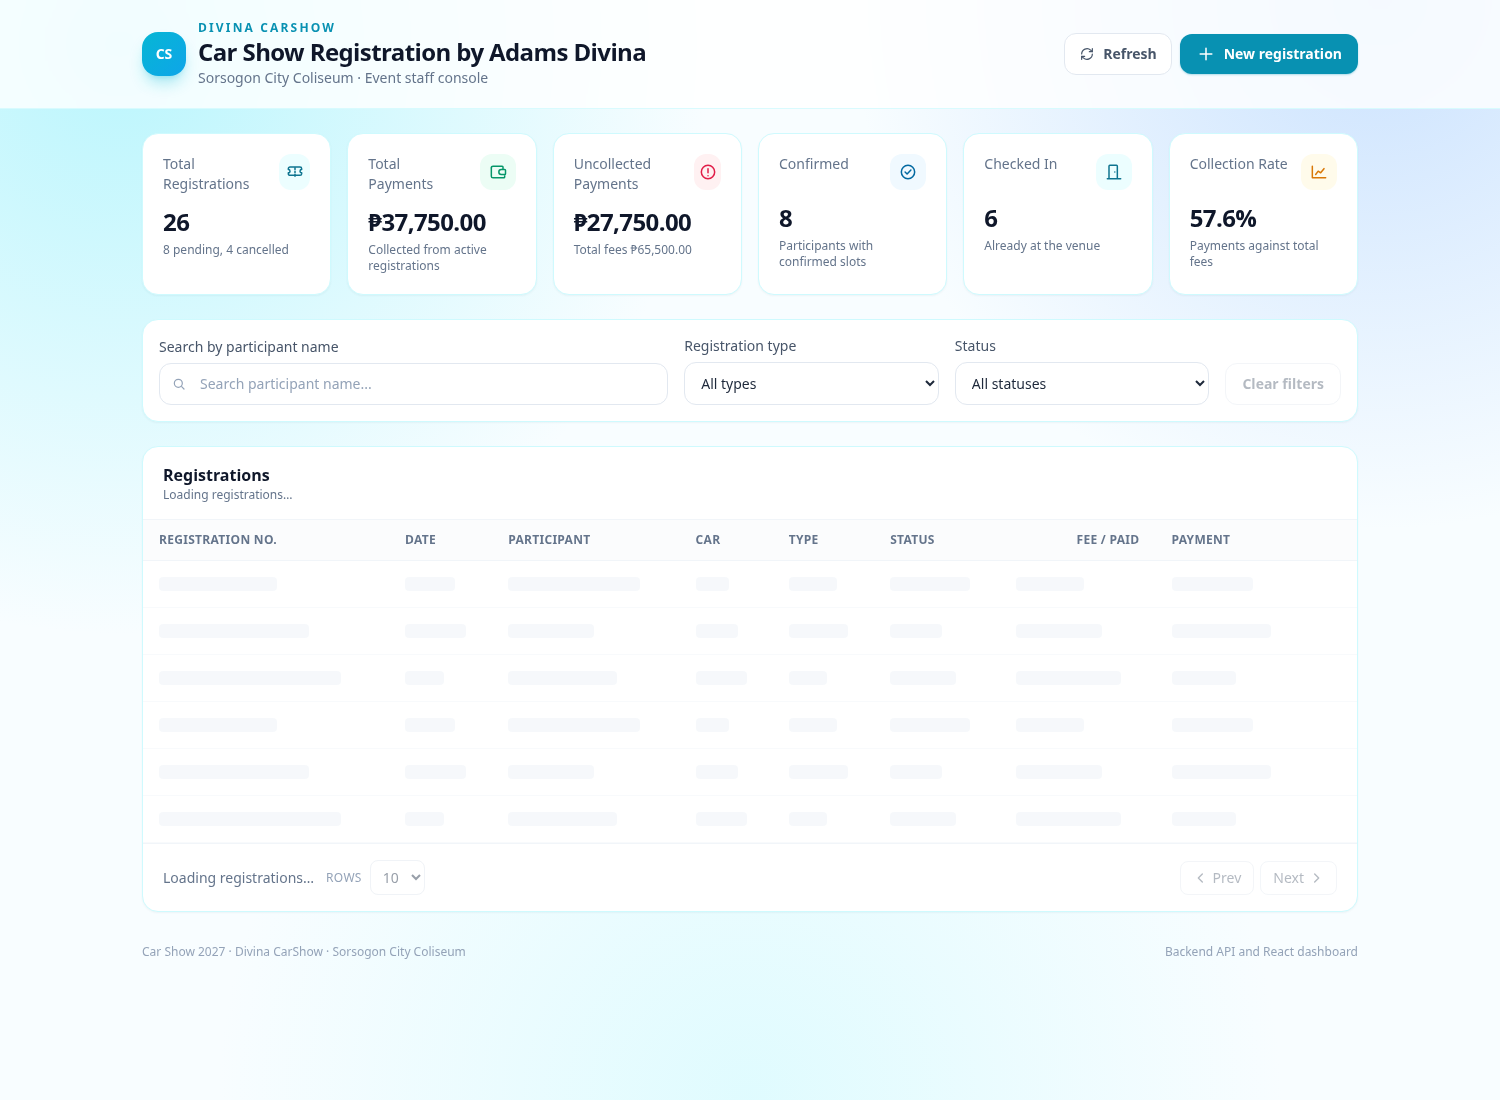 CS
DIVINA CARSHOW
Car Show Registration by Adams Divina
Sorsogon City Coliseum · Event staff console
Refresh
New registration
Total
Registrations
26
8 pending, 4 cancelled
Total
Payments
₱37,750.00
Collected from active
registrations
Uncollected
Payments
₱27,750.00
Total fees ₱65,500.00
Confirmed
8
Participants with
confirmed slots
Checked In
6
Already at the venue
Collection Rate
57.6%
Payments against total
fees
Search by participant name
Search participant name...
Registration type
All types
Status
All statuses
Clear filters
Registrations
Loading registrations...
REGISTRATION NO. DATE PARTICIPANT CAR TYPE STATUS FEE / PAID PAYMENT
Loading registrations... ROWS 10
Prev
Next
Car Show 2027 · Divina CarShow · Sorsogon City Coliseum
Backend API and React dashboard